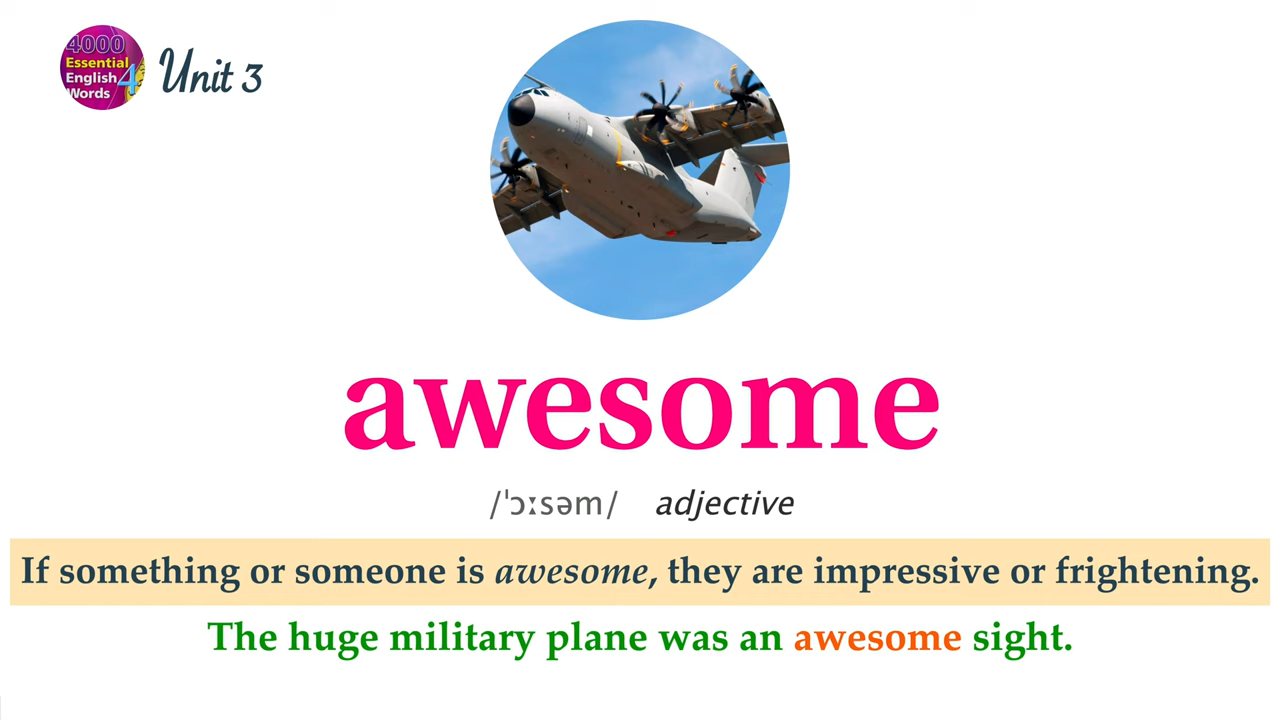 4000
Essential
English
Words
4
Unit 3
awesome
/ˈɔːsəm/ adjective
If something or someone is awesome, they are impressive or frightening.
The huge military plane was an awesome sight.